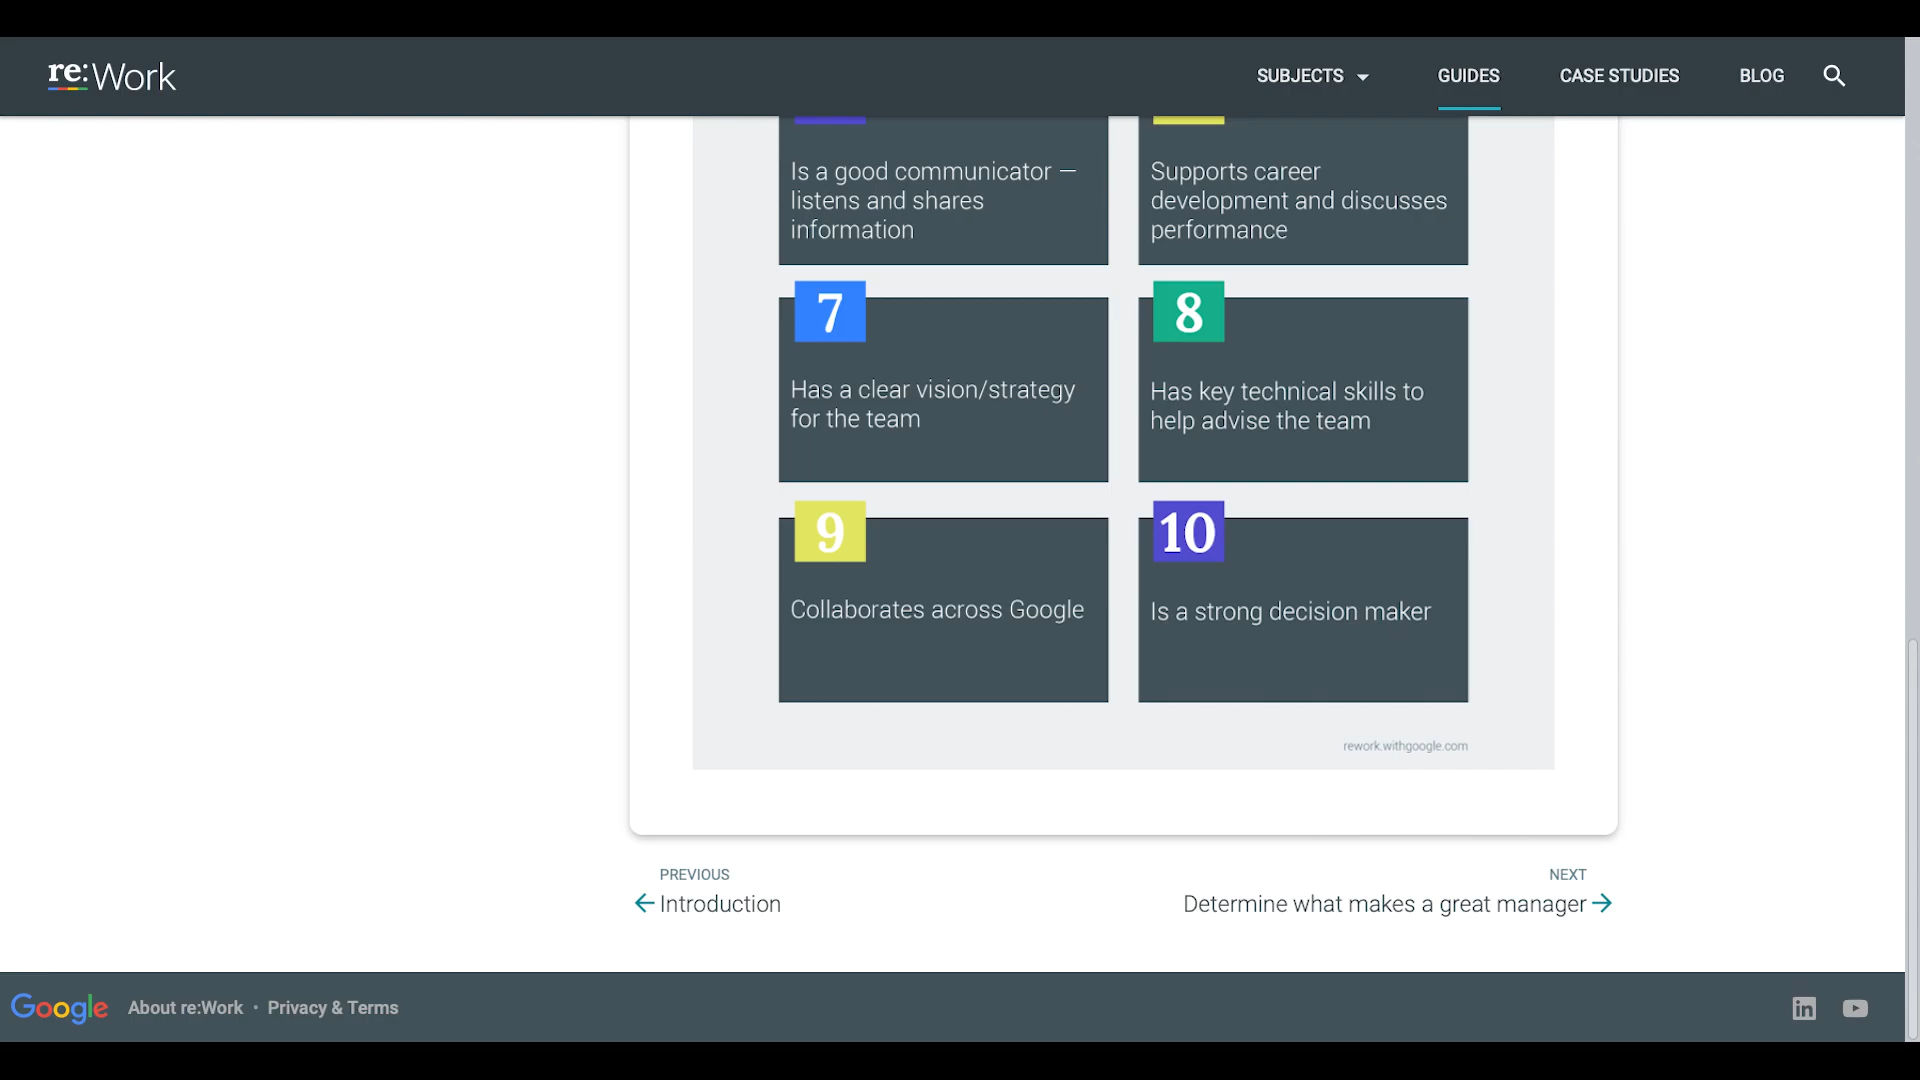 re:Work
SUBJECTS
GUIDES
CASE STUDIES
BLOG
Is a good communicator —
listens and shares
information
Supports career
development and discusses
performance
7
Has a clear vision/strategy
for the team
8
Has key technical skills to
help advise the team
9
Collaborates across Google
10
Is a strong decision maker
rework.withgoogle.com
PREVIOUS
Introduction
NEXT
Determine what makes a great manager
Google
About re:Work · Privacy & Terms
in